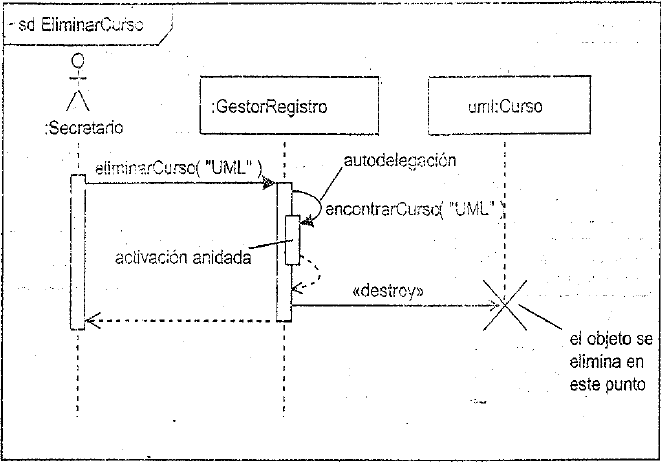 sd EliminarCurso
:GestorRegistro
uml:Curso
:Secretario
eliminarCurso( "UML" )
autodelegación
encontrarCurso( "UML" )
activación anidada
«destroy»
el objeto se
elimina en
este punto